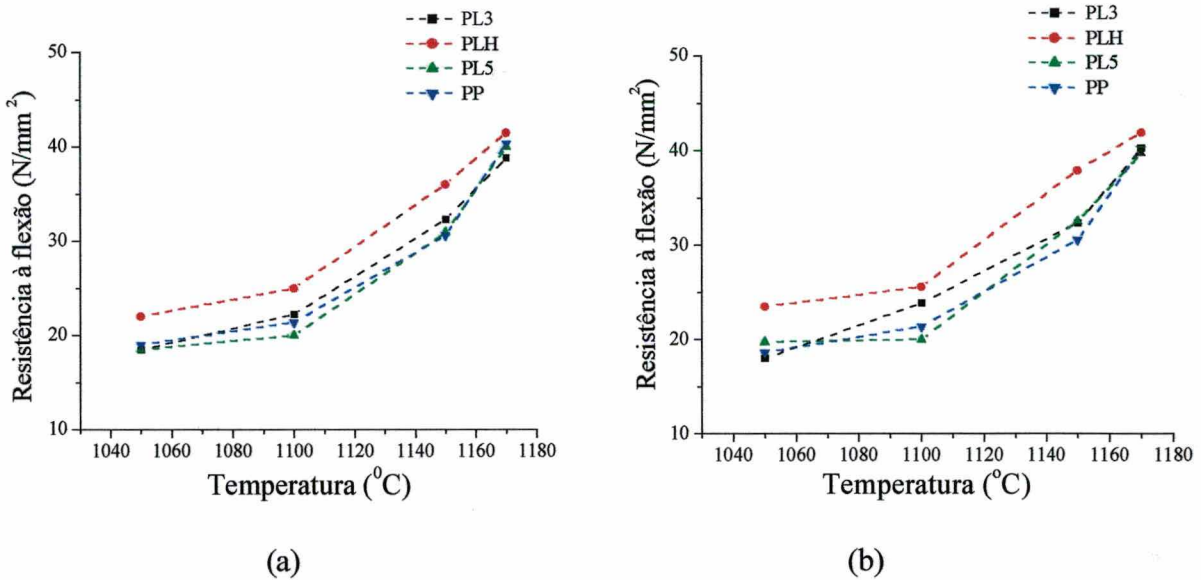 PL3
PLH
PL5
PP
50
40
30
20
10
Resistência à flexão (N/mm²)
1040 1060 1080 1100 1120 1140 1160 1180
Temperatura (⁰C)
(a)
PL3
PLH
PL5
PP
50
40
30
20
10
Resistência à flexão (N/mm²)
1040 1060 1080 1100 1120 1140 1160 1180
Temperatura (°C)
(b)